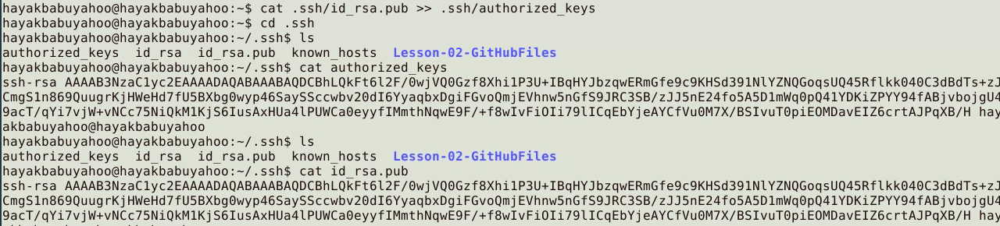 hayakbabuyahoo@hayakbabuyahoo:~$ cat .ssh/id_rsa.pub >> .ssh/authorized_keys
hayakbabuyahoo@hayakbabuyahoo:~$ cd .ssh
hayakbabuyahoo@hayakbabuyahoo:~/.ssh$ ls
authorized_keys  id_rsa  id_rsa.pub  known_hosts  Lesson-02-GitHubFiles
hayakbabuyahoo@hayakbabuyahoo:~/.ssh$ cat authorized_keys
ssh-rsa AAAAB3NzaC1yc2EAAAADAQABAAABAQDCBhLQkFt6l2F/0wjVQ0Gzf8Xhi1P3U+IBqHYJbzqwERmGfe9c9KHSd391NlYZNQGoqsUQ45Rflkk040C3dBdTs+zJ
CmgS1n869QuugrKjHWeHd7fU5BXbg0wyp46SaySSccwbv20dI6YyaqbxDgiFGvoQmjEVhnw5nGfS9JRC3SB/zJJ5nE24fo5A5D1mWq0pQ41YDKiZPYY94fABjvbojgU4
9acT/qYi7vjW+vNCc75NiQkM1KjS6IusAxHUa4lPUWCa0eyyfIMmthNqwE9F/+f8wIvFiOIi79lICqEbYjeAYCfVu0M7X/BSIvuT0piEOMDavEIZ6crtAJPqXB/H hay
akbabuyahoo@hayakbabuyahoo
hayakbabuyahoo@hayakbabuyahoo:~/.ssh$ ls
authorized_keys  id_rsa  id_rsa.pub  known_hosts  Lesson-02-GitHubFiles
hayakbabuyahoo@hayakbabuyahoo:~/.ssh$ cat id_rsa.pub
ssh-rsa AAAAB3NzaC1yc2EAAAADAQABAAABAQDCBhLQkFt6l2F/0wjVQ0Gzf8Xhi1P3U+IBqHYJbzqwERmGfe9c9KHSd391NlYZNQGoqsUQ45Rflkk040C3dBdTs+zJ
CmgS1n869QuugrKjHWeHd7fU5BXbg0wyp46SaySSccwbv20dI6YyaqbxDgiFGvoQmjEVhnw5nGfS9JRC3SB/zJJ5nE24fo5A5D1mWq0pQ41YDKiZPYY94fABjvbojgU4
9acT/qYi7vjW+vNCc75NiQkM1KjS6IusAxHUa4lPUWCa0eyyfIMmthNqwE9F/+f8wIvFiOIi79lICqEbYjeAYCfVu0M7X/BSIvuT0piEOMDavEIZ6crtAJPqXB/H hay